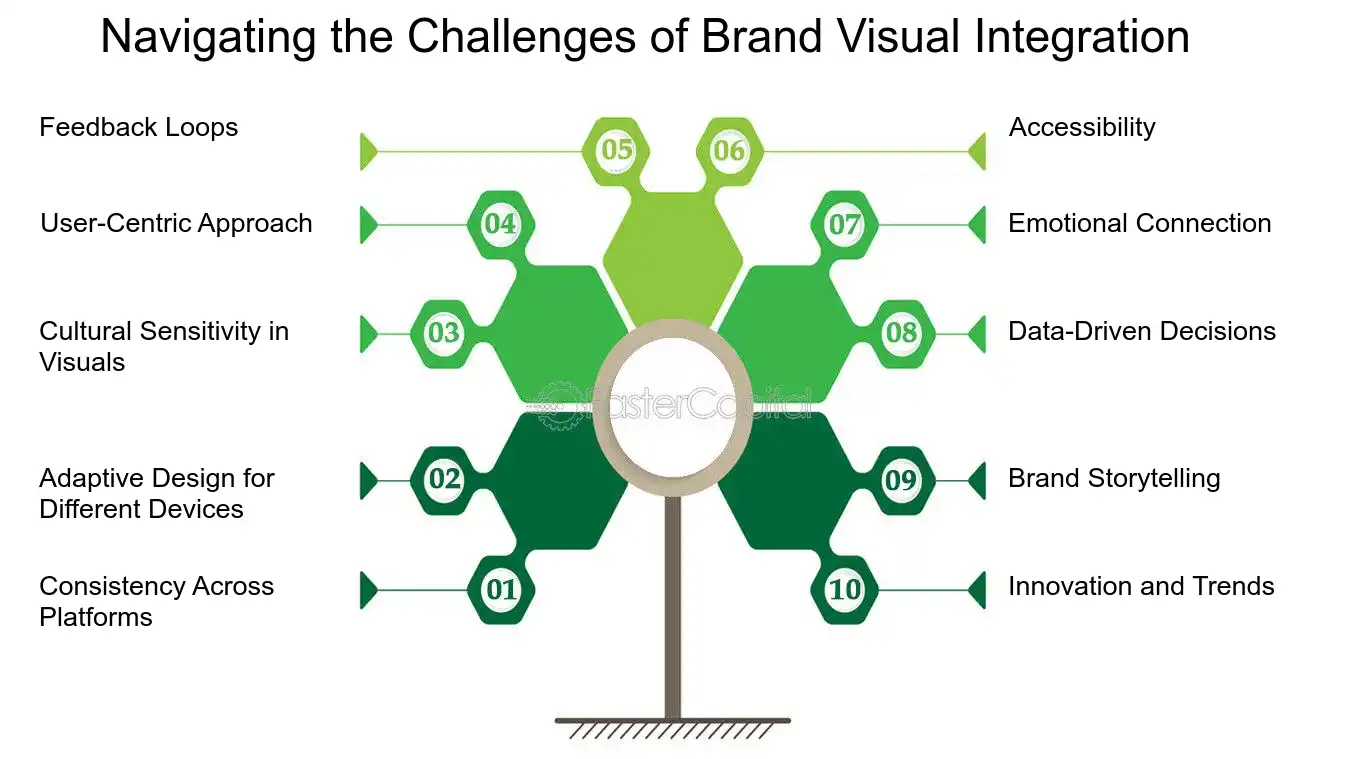 Navigating the Challenges of Brand Visual Integration
Feedback Loops
05
06
Accessibility
User-Centric Approach
04
07
Emotional Connection
Cultural Sensitivity in
Visuals
03
08
Data-Driven Decisions
FasterCapital
Adaptive Design for
Different Devices
02
09
Brand Storytelling
Consistency Across
Platforms
01
10
Innovation and Trends